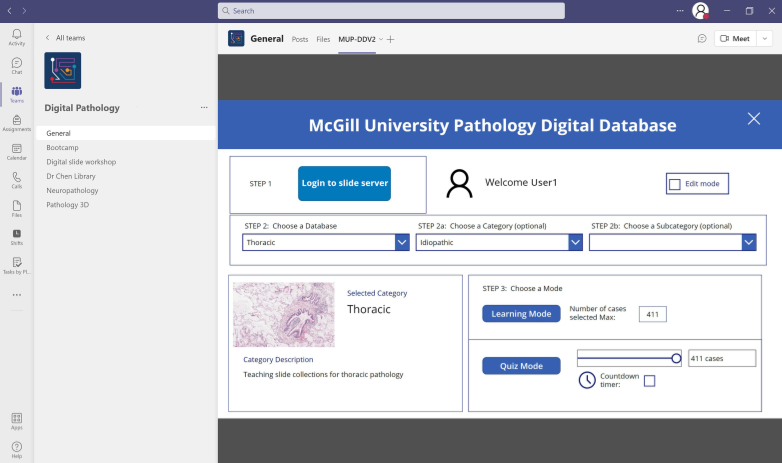 Search
Activity
Chat
Teams
Assignments
Calendar
Calls
Files
Shifts
Tasks by Pl...
Apps
Help
All teams
Digital Pathology
General
Bootcamp
Digital slide workshop
Dr Chen Library
Neuropathology
Pathology 3D
General Posts Files MUP-DDV2
Meet
McGill University Pathology Digital Database
STEP 1
Login to slide server
Welcome User1
Edit mode
STEP 2: Choose a Database
Thoracic
STEP 2a: Choose a Category (optional)
Idiopathic
STEP 2b: Choose a Subcategory (optional)
Selected Category
Thoracic
Category Description
Teaching slide collections for thoracic pathology
STEP 3: Choose a Mode
Learning Mode
Number of cases
selected Max:
411
Quiz Mode
411 cases
Countdown
timer: